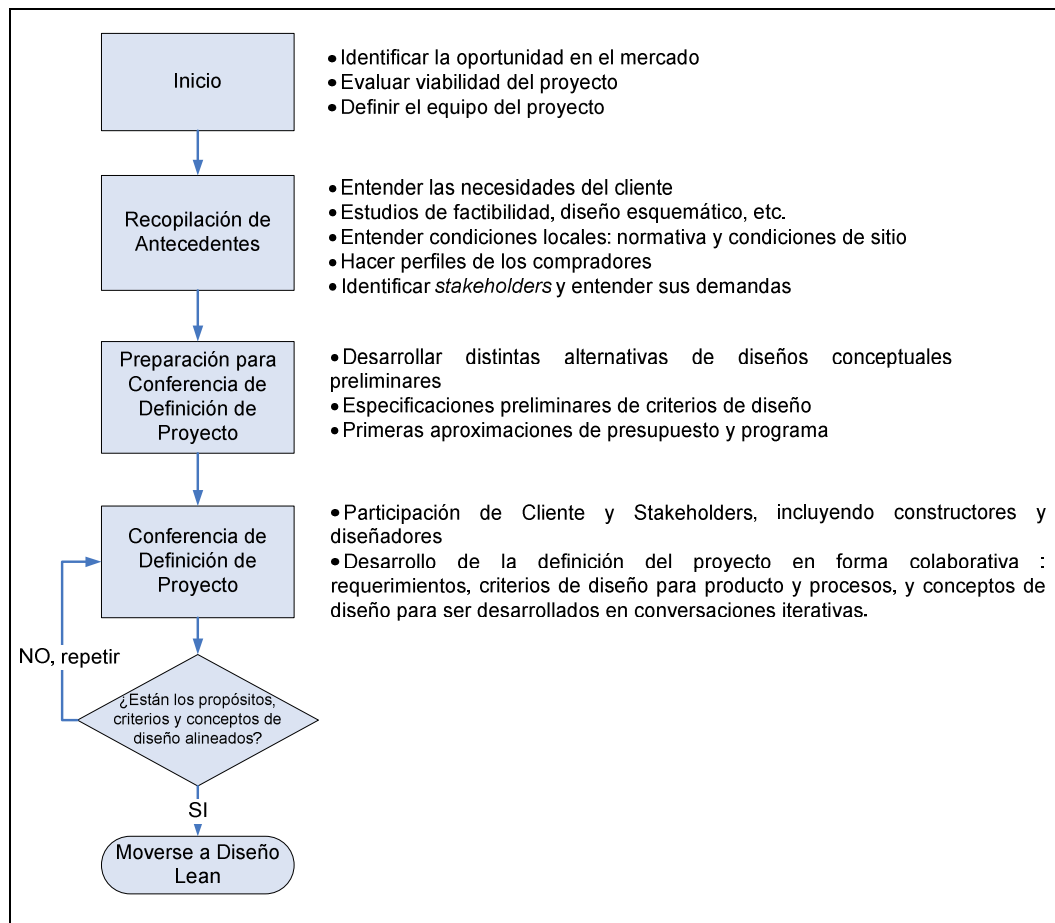 Inicio
• Identificar la oportunidad en el mercado
• Evaluar viabilidad del proyecto
• Definir el equipo del proyecto
Recopilación de
Antecedentes
• Entender las necesidades del cliente
• Estudios de factibilidad, diseño esquemático, etc.
• Entender condiciones locales: normativa y condiciones de sitio
• Hacer perfiles de los compradores
• Identificar stakeholders y entender sus demandas
Preparación para
Conferencia de
Definición de
Proyecto
• Desarrollar distintas alternativas de diseños conceptuales
preliminares
• Especificaciones preliminares de criterios de diseño
• Primeras aproximaciones de presupuesto y programa
Conferencia de
Definición de
Proyecto
• Participación de Cliente y Stakeholders, incluyendo constructores y
diseñadores
• Desarrollo de la definición del proyecto en forma colaborativa :
requerimientos, criterios de diseño para producto y procesos, y conceptos de
diseño para ser desarrollados en conversaciones iterativas.
NO, repetir
¿Están los propósitos,
criterios y conceptos de
diseño alineados?
SI
Moverse a Diseño
Lean